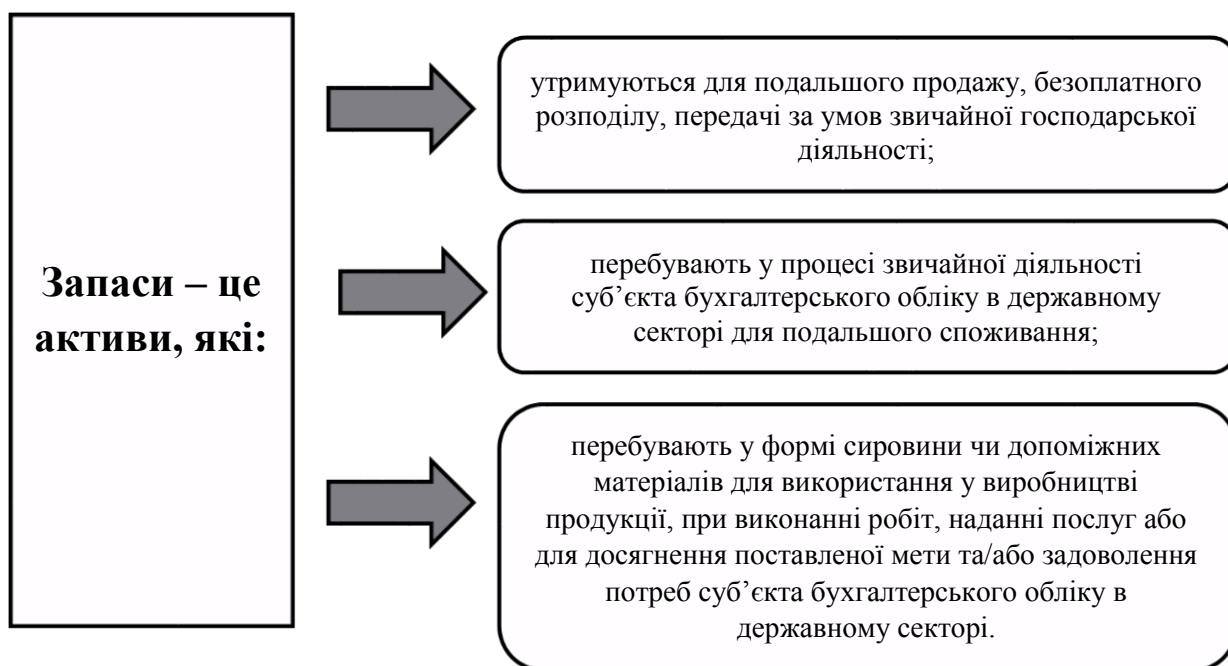 Запаси – це
активи, які:
утримуються для подальшого продажу, безоплатного
розподілу, передачі за умов звичайної господарської
діяльності;
перебувають у процесі звичайної діяльності
суб’єкта бухгалтерського обліку в державному
секторі для подальшого споживання;
перебувають у формі сировини чи допоміжних
матеріалів для використання у виробництві
продукції, при виконанні робіт, наданні послуг або
для досягнення поставленої мети та/або задоволення
потреб суб’єкта бухгалтерського обліку в
державному секторі.